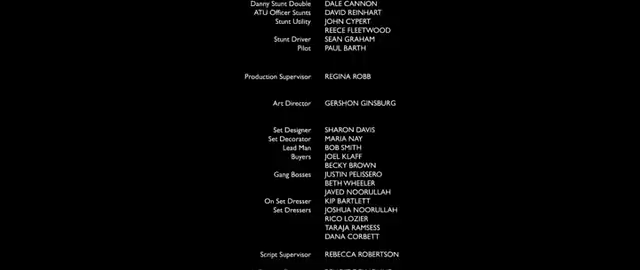 Danny Stunt Double DALE CANNON
ATU Officer Stunts DAVID REINHART
Stunt Utility JOHN CYPERT
REECE FLEETWOOD
Stunt Driver SEAN GRAHAM
Pilot PAUL BARTH
Production Supervisor REGINA ROBB
Art Director GERSHON GINSBURG
Set Designer SHARON DAVIS
Set Decorator MARIA NAY
Lead Man BOB SMITH
Buyers JOEL KLAFF
BECKY BROWN
Gang Bosses JUSTIN PELISSERO
BETH WHEELER
JAVED NOORULLAH
On Set Dresser KIP BARTLETT
Set Dressers JOSHUA NOORULLAH
RICO LOZIER
TARAJA RAMSESS
DANA CORBETT
Script Supervisor REBECCA ROBERTSON